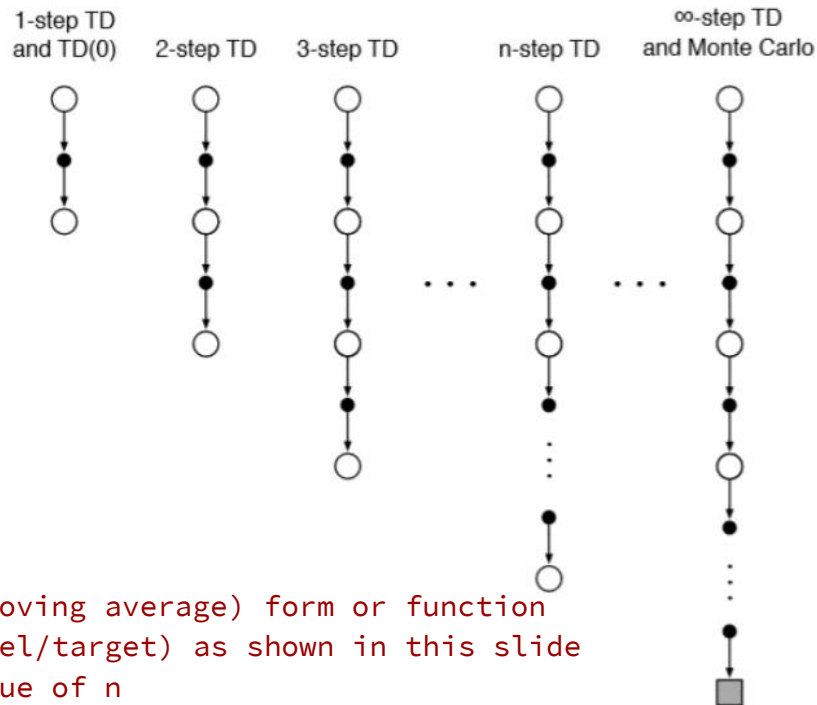 1-step TD
and TD(0)
2-step TD
3-step TD
n-step TD
∞-step TD
and Monte Carlo
. . .
. . .
oving average) form or function
el/target) as shown in this slide
ue of n